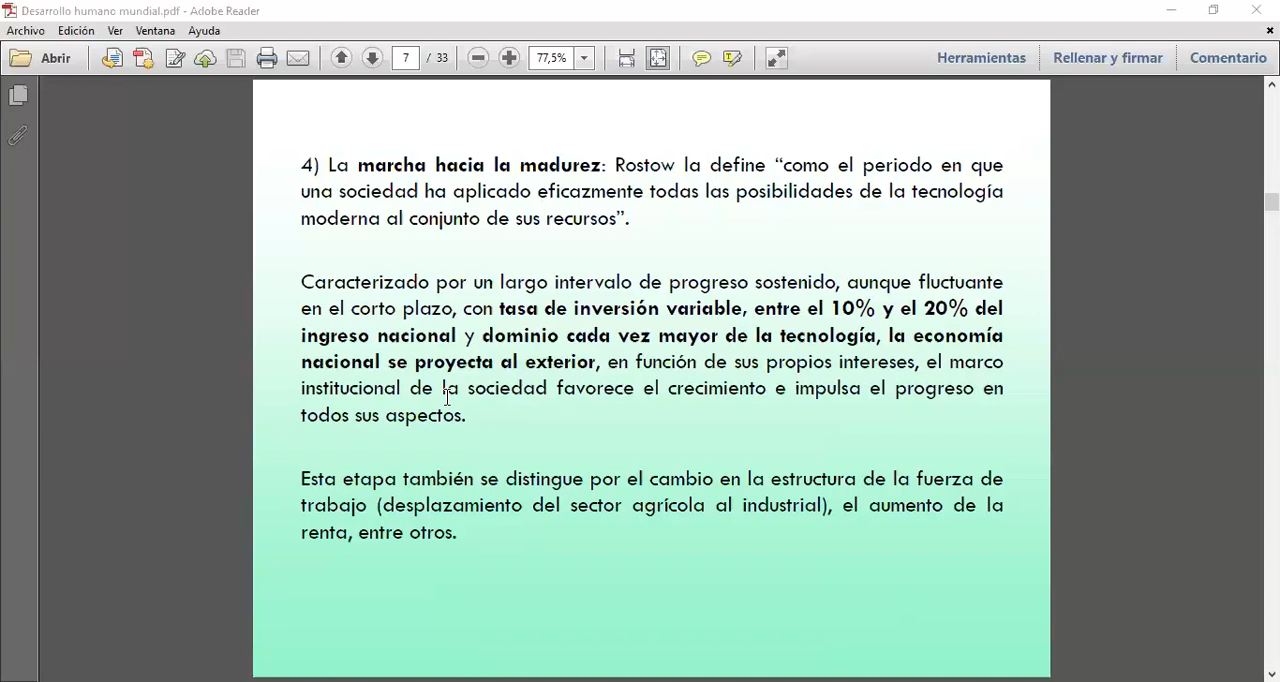 Desarrollo humano mundial.pdf - Adobe Reader
Archivo Edición Ver Ventana Ayuda
Abrir 7 / 33 77,5% Herramientas Rellenar y firmar Comentario
4) La marcha hacia la madurez: Rostow la define “como el periodo en que
una sociedad ha aplicado eficazmente todas las posibilidades de la tecnología
moderna al conjunto de sus recursos”.
Caracterizado por un largo intervalo de progreso sostenido, aunque fluctuante
en el corto plazo, con tasa de inversión variable, entre el 10% y el 20% del
ingreso nacional y dominio cada vez mayor de la tecnología, la economía
nacional se proyecta al exterior, en función de sus propios intereses, el marco
institucional de la sociedad favorece el crecimiento e impulsa el progreso en
todos sus aspectos.
Esta etapa también se distingue por el cambio en la estructura de la fuerza de
trabajo (desplazamiento del sector agrícola al industrial), el aumento de la
renta, entre otros.